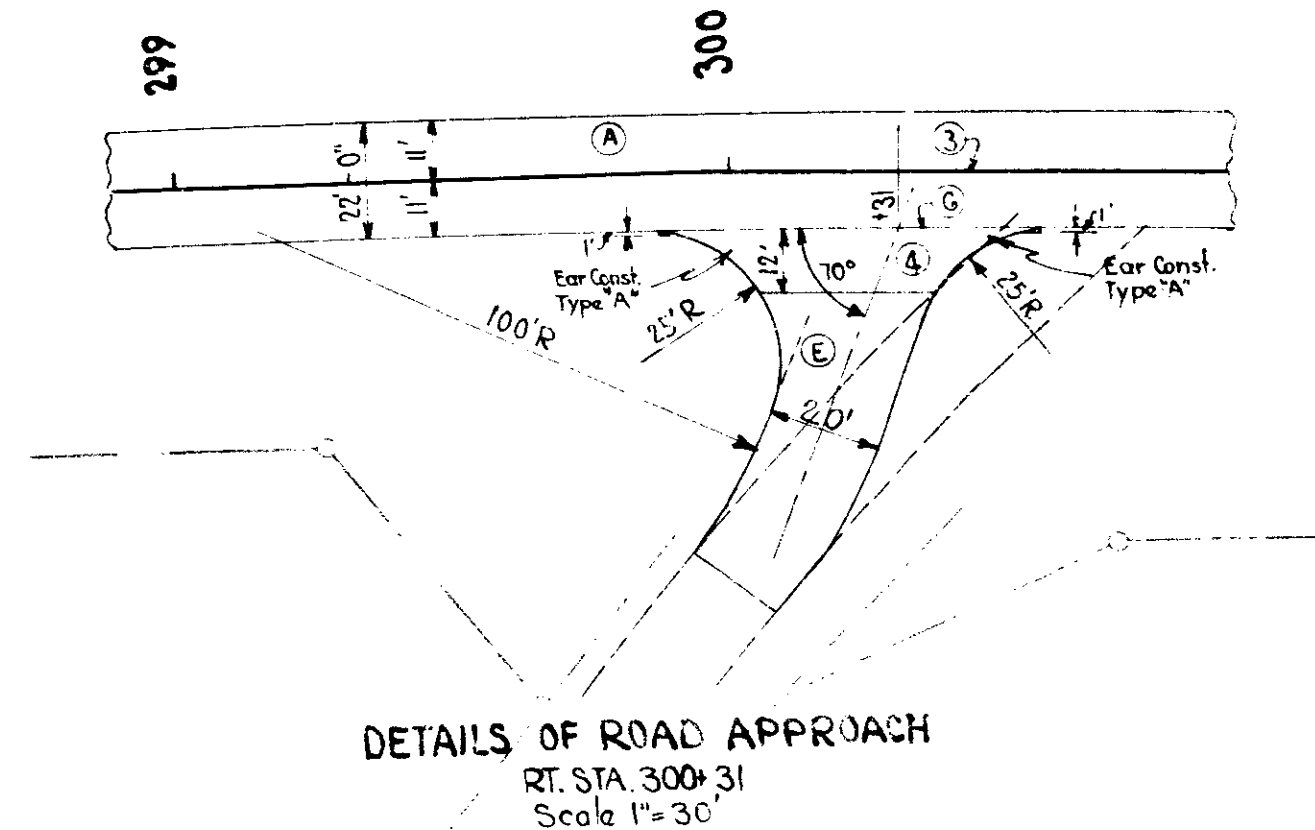 299
300
22' 0"
11'
11'
A
3
+31
G
1'
1'
12'
70°
4
Ear Const.
Type "A"
Ear Const.
Type "A"
100'R
25'R
25'R
E
20'
DETAILS OF ROAD APPROACH
RT. STA. 300+31
Scale 1"=30'